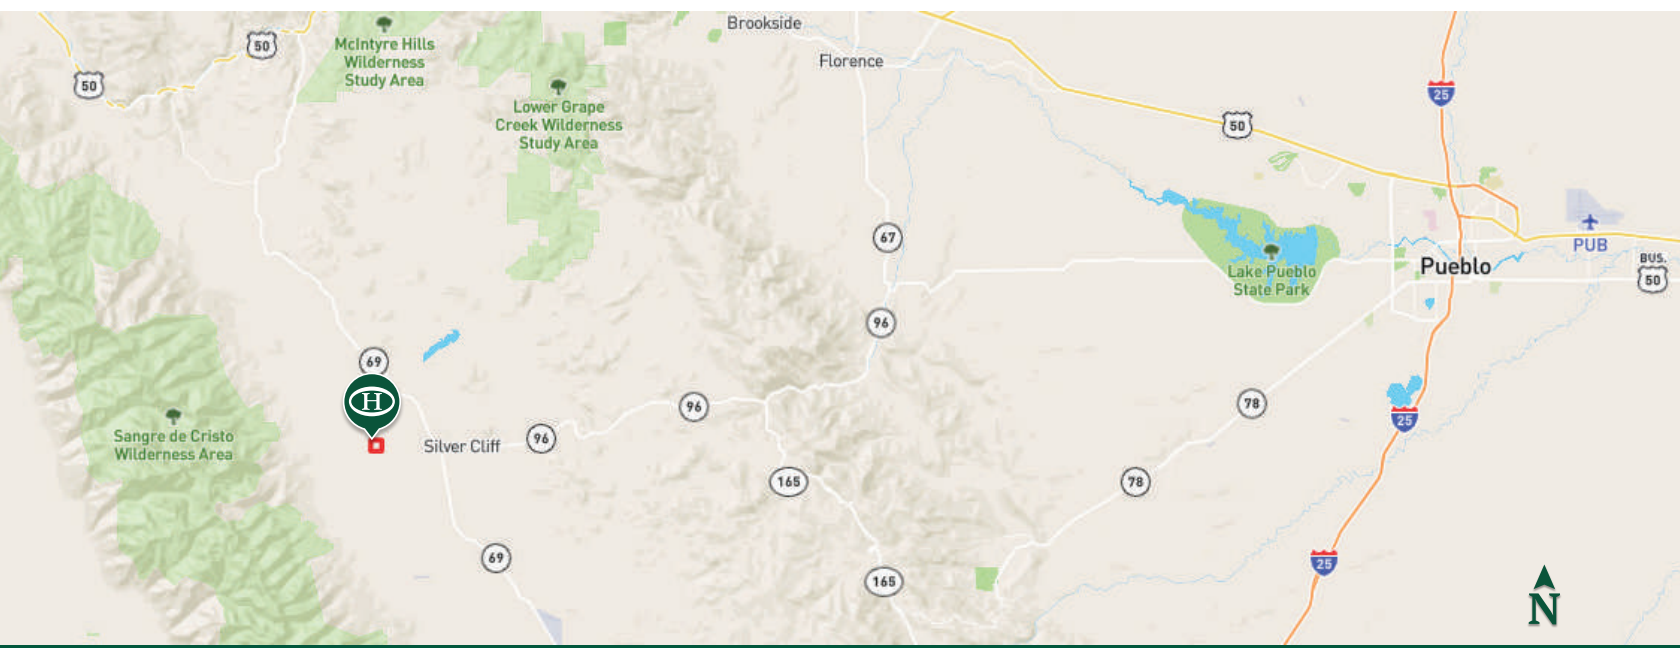 Brookside
50
McIntyre Hills
Wilderness
Study Area
Florence
50
25
Lower Grape
Creek Wilderness
Study Area
50
67
PUB
BUS.
50
Pueblo
Lake Pueblo
State Park
96
69
H
96
78
Sangre de Cristo
Wilderness Area
Silver Cliff
96
25
165
78
69
25
165
N